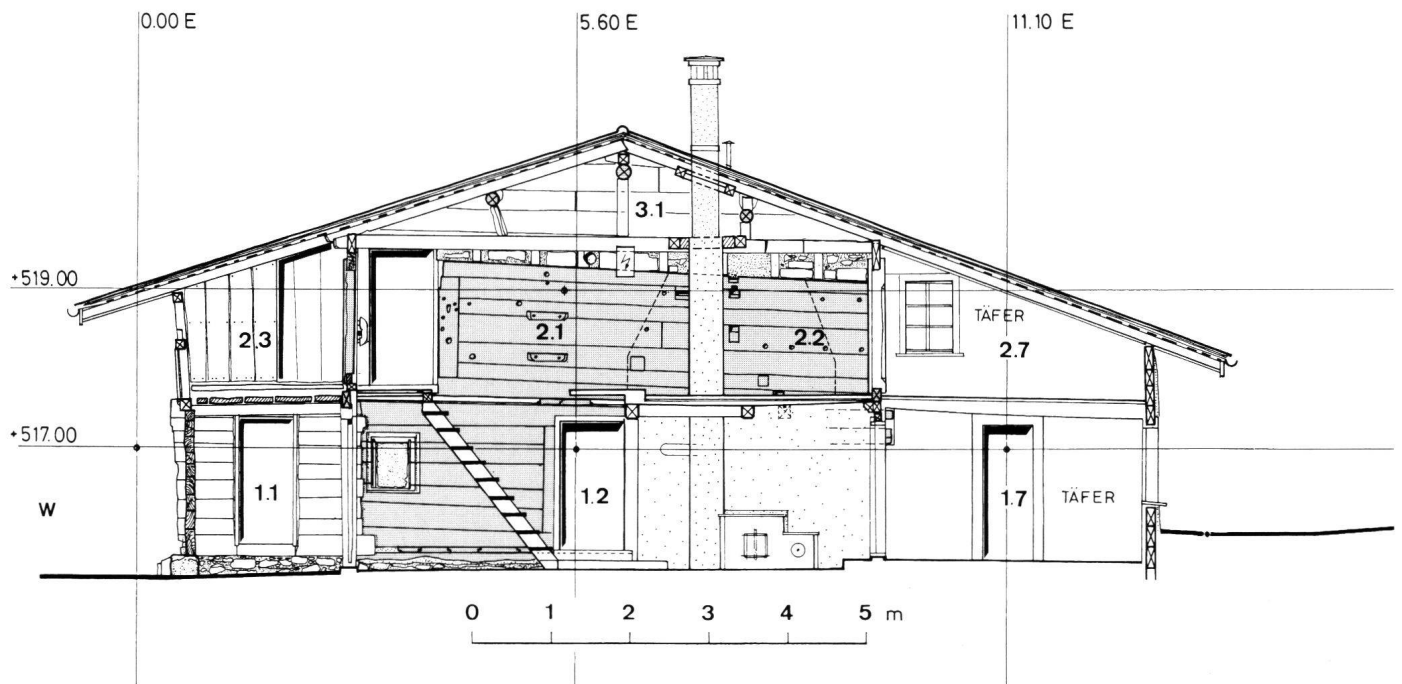 0.00 E 5.60 E 11.10 E
3.1
+519.00
TÄFER
2.3 2.1 2.2 2.7
+517.00
1.1 1.2 1.7 TÄFER
W
0 1 2 3 4 5 m